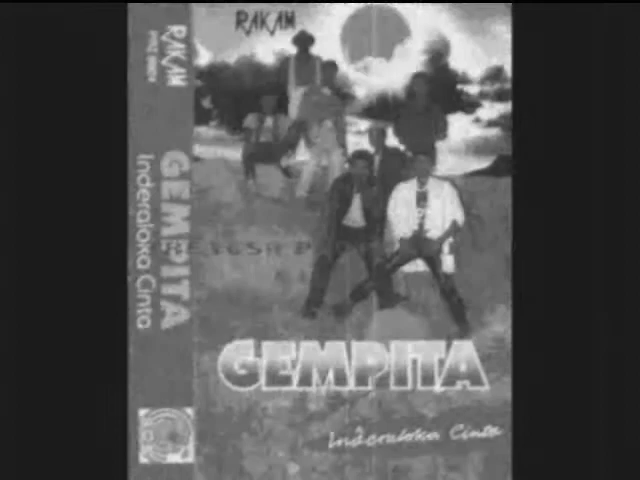 RAKAM
GEMPITA
Inderaloka Cinta
RAKAM
GEMPITA
Inderaloka Cinta